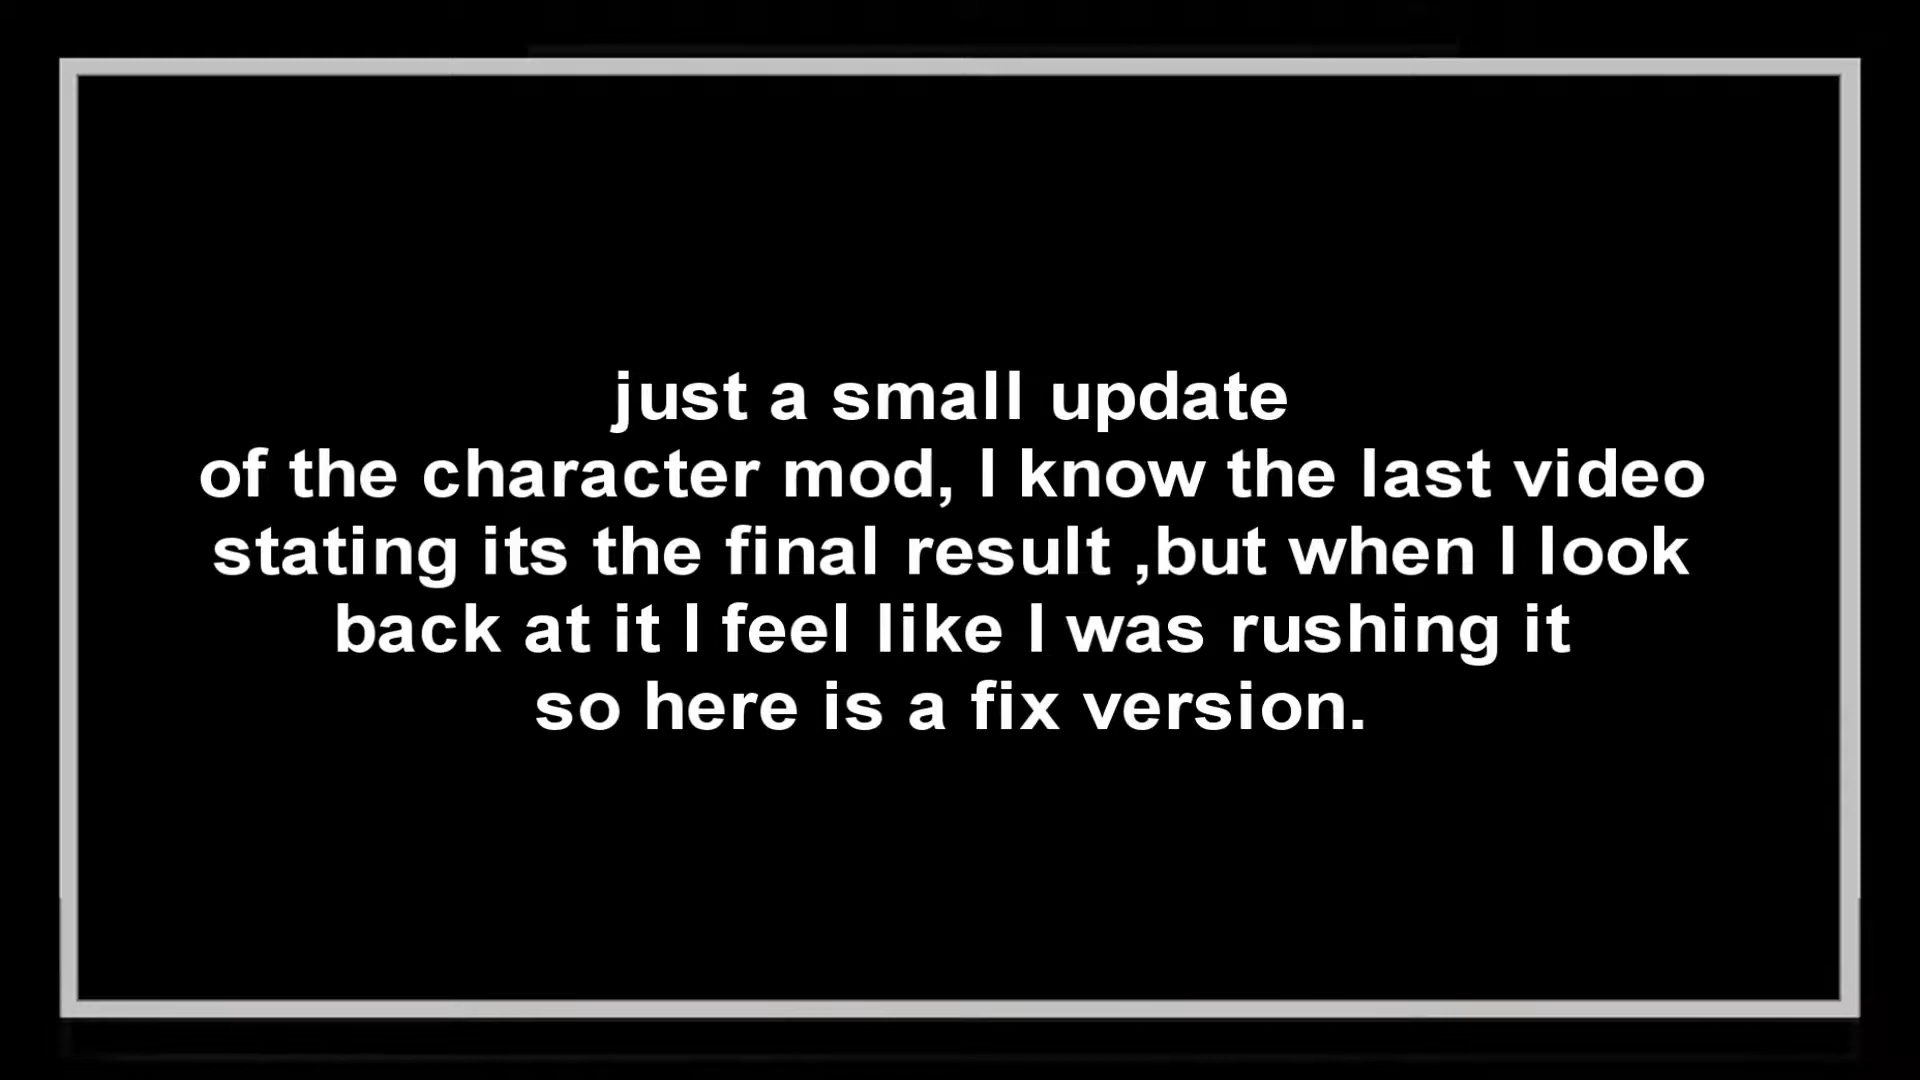 just a small update
of the character mod, I know the last video
stating its the final result ,but when I look
back at it I feel like I was rushing it
so here is a fix version.